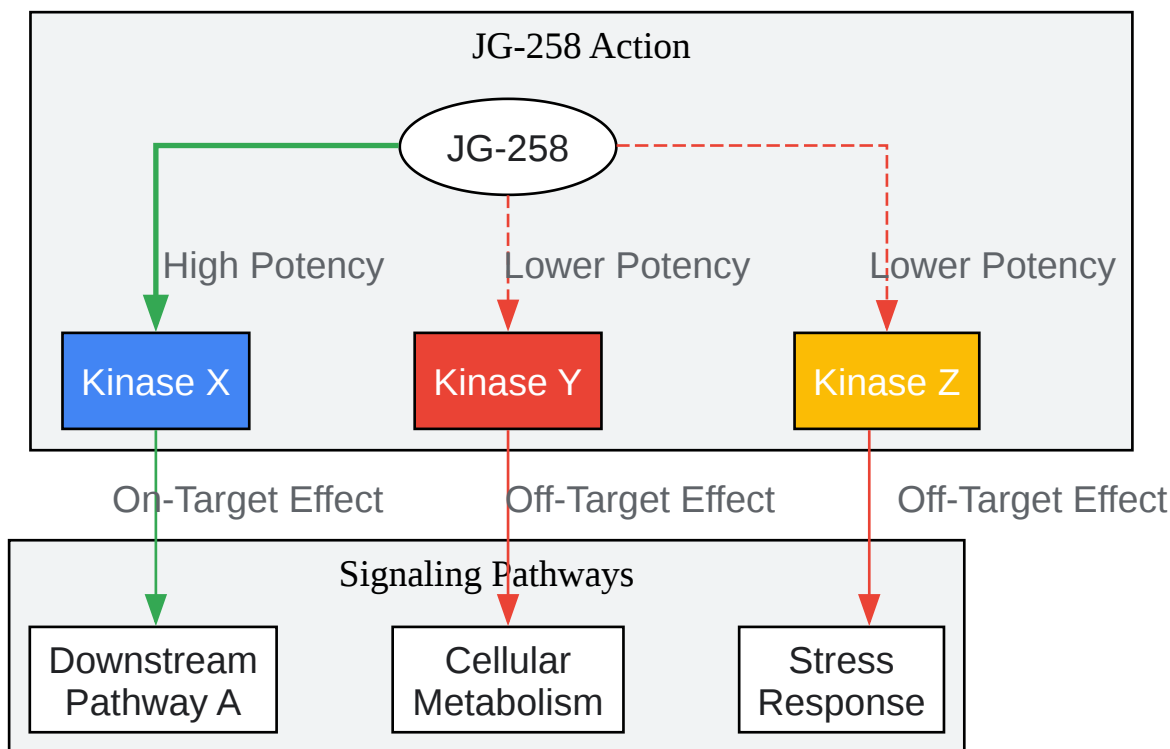 JG-258 Action
JG-258
High Potency
Lower Potency
Lower Potency
Kinase X
Kinase Y
Kinase Z
On-Target Effect
Off-Target Effect
Off-Target Effect
Signaling Pathways
Downstream
Pathway A
Cellular
Metabolism
Stress
Response